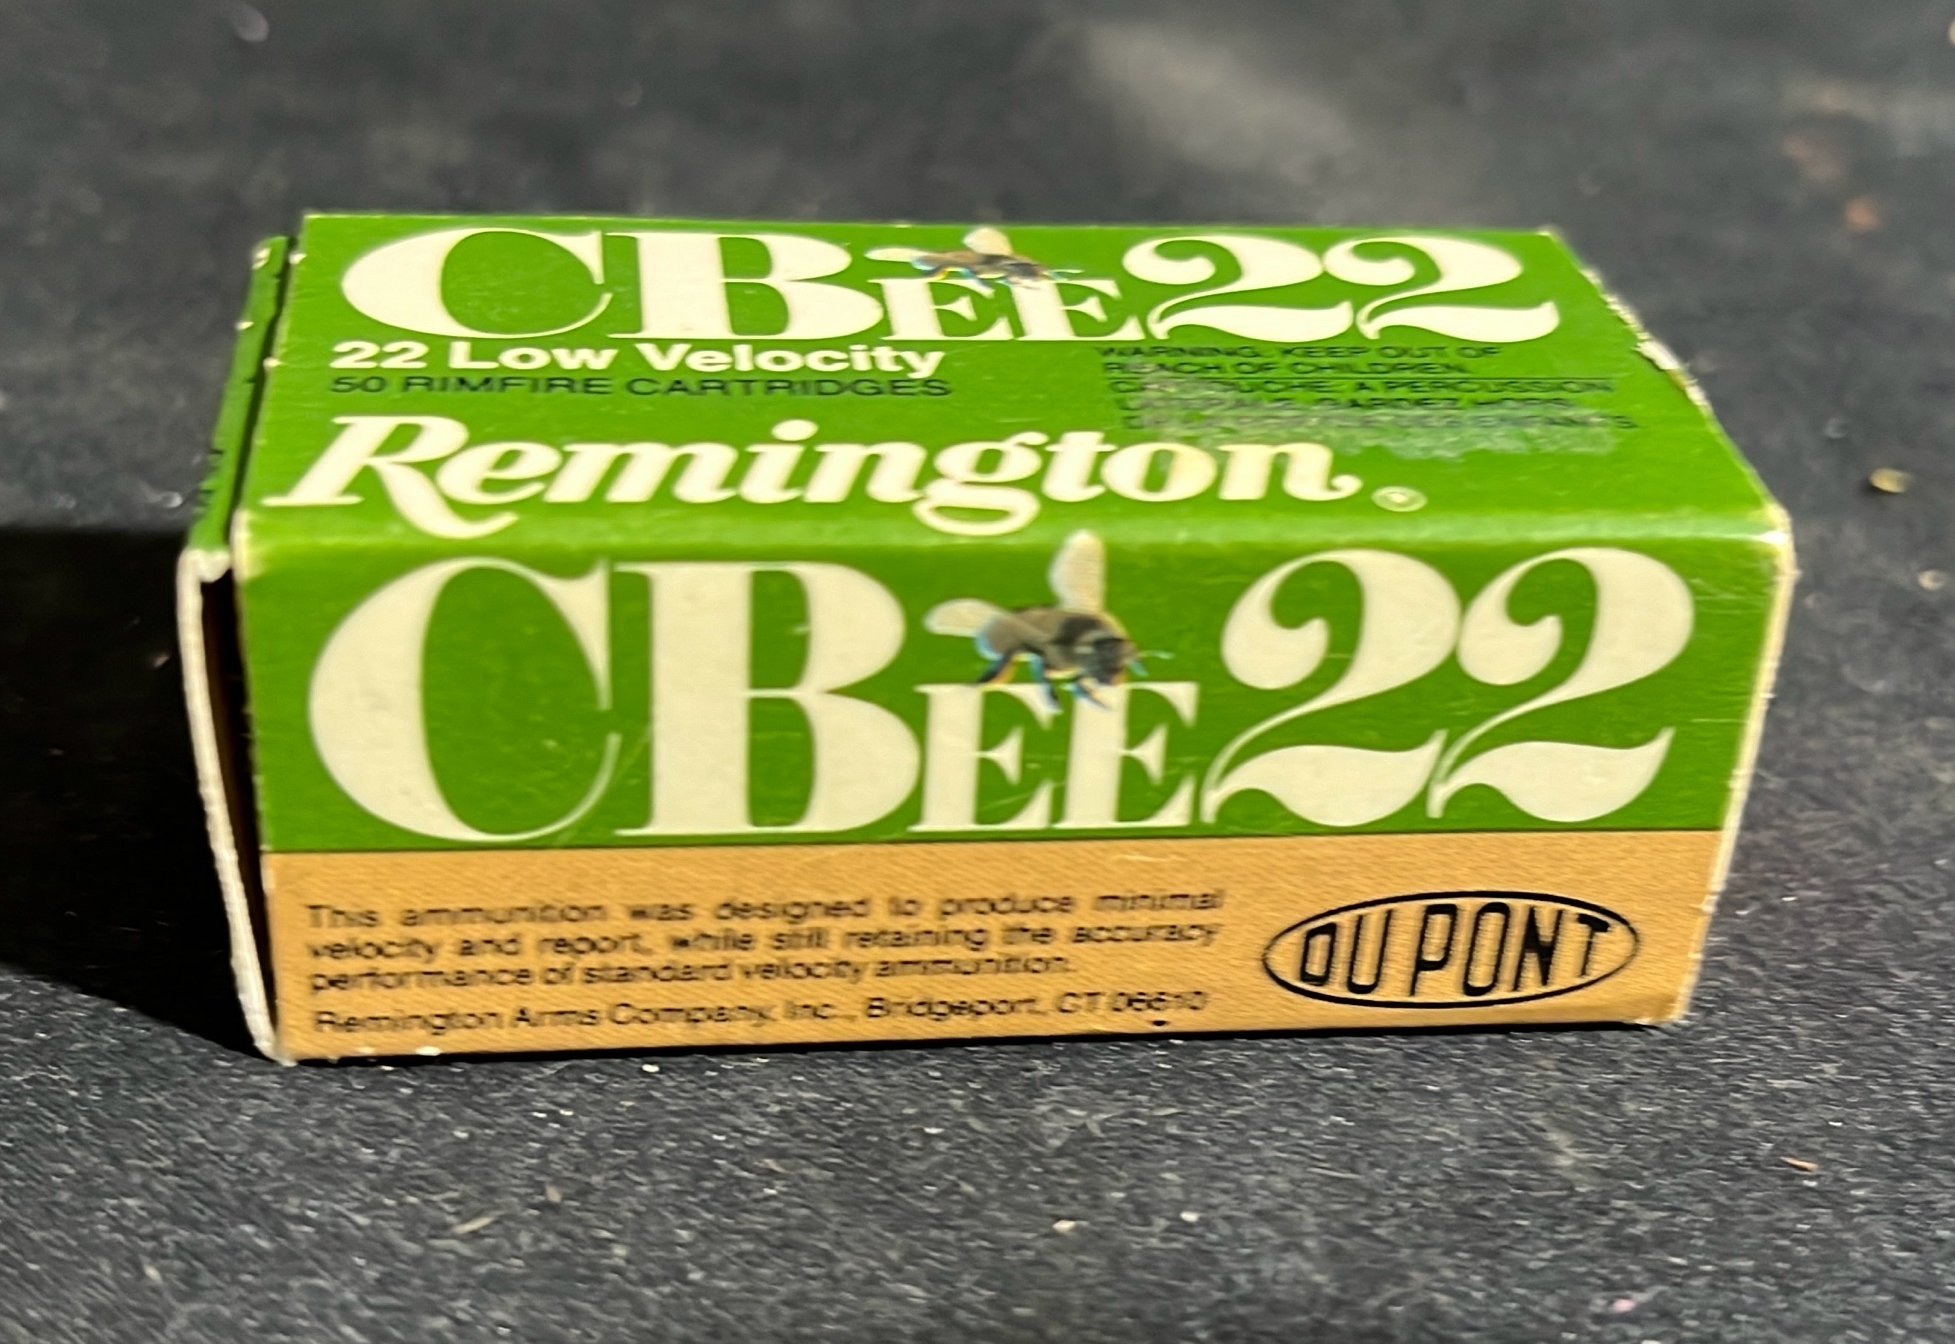 CBEE22
22 Low Velocity
50 RIMFIRE CARTRIDGES
WARNING: KEEP OUT OF
REACH OF CHILDREN
A PERCUSSION
Remington®
CBEE22
This ammunition was designed to produce minimal
velocity and report, while still retaining the accuracy
performance of standard velocity ammunition.
Remington Arms Company, Inc., Bridgeport, CT 06610
DU PONT